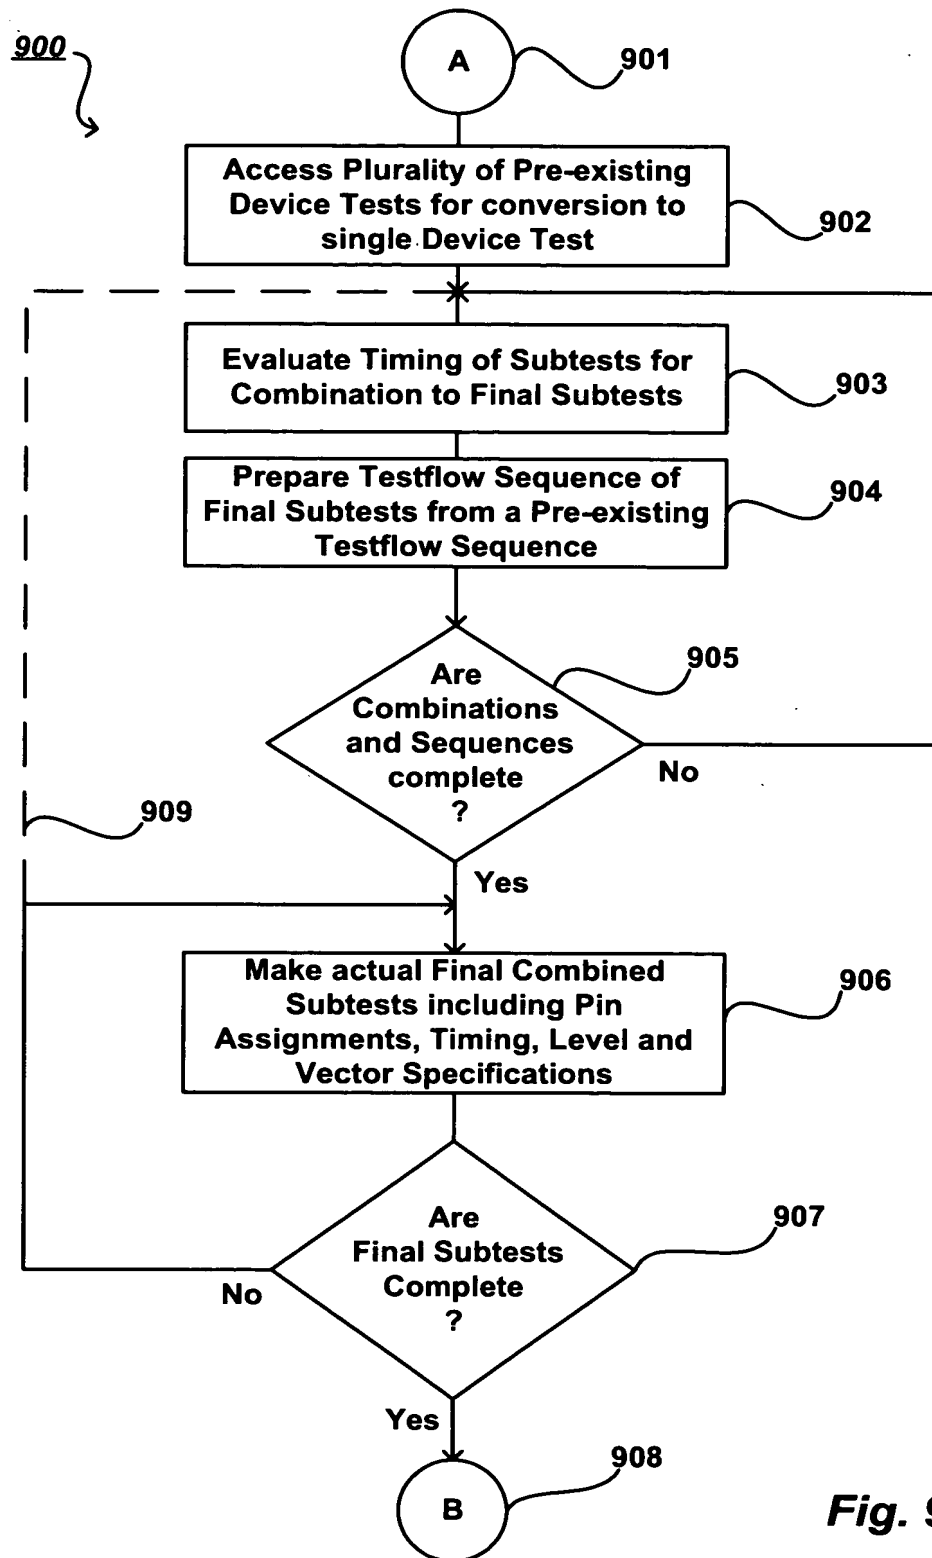 900
A
901
Access Plurality of Pre-existing
Device Tests for conversion to
single Device Test
902
Evaluate Timing of Subtests for
Combination to Final Subtests
903
Prepare Testflow Sequence of
Final Subtests from a Pre-existing
Testflow Sequence
904
Are
Combinations
and Sequences
complete
?
905
No
909
Yes
Make actual Final Combined
Subtests including Pin
Assignments, Timing, Level and
Vector Specifications
906
Are
Final Subtests
Complete
?
907
No
Yes
B
908
Fig. 9